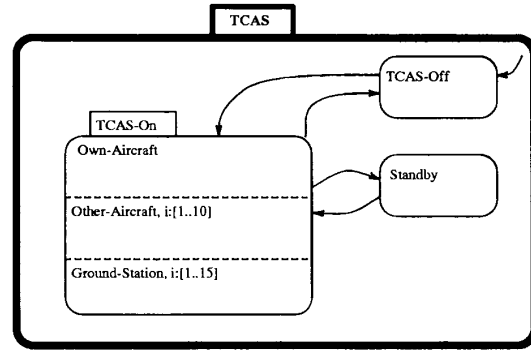 TCAS
TCAS-Off
TCAS-On
Own-Aircraft
Standby
Other-Aircraft, i:[1..10]
Ground-Station, i:[1..15]